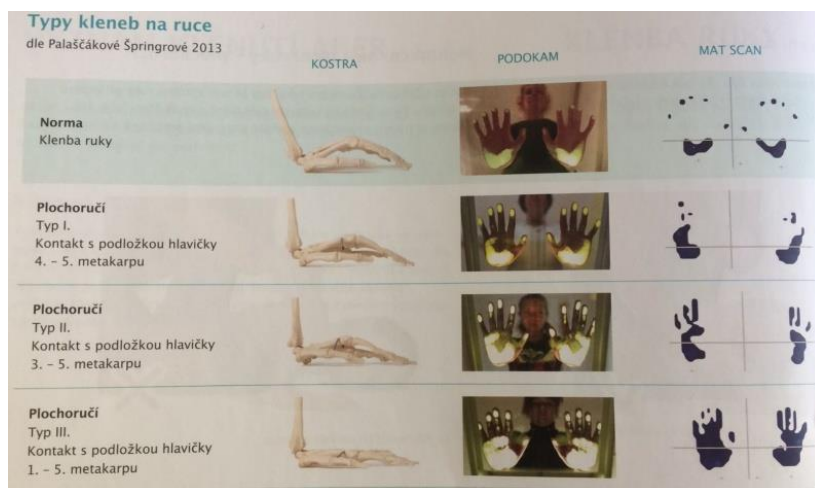 Typy kleneb na ruce
dle Palaščákové Špringrové 2013
KOSTRA
PODOKAM
MAT SCAN
Norma
Klenba ruky
Plochoručí
Typ I.
Kontakt s podložkou hlavičky
4. – 5. metakarpu
Plochoručí
Typ II.
Kontakt s podložkou hlavičky
3. – 5. metakarpu
Plochoručí
Typ III.
Kontakt s podložkou hlavičky
1. – 5. metakarpu